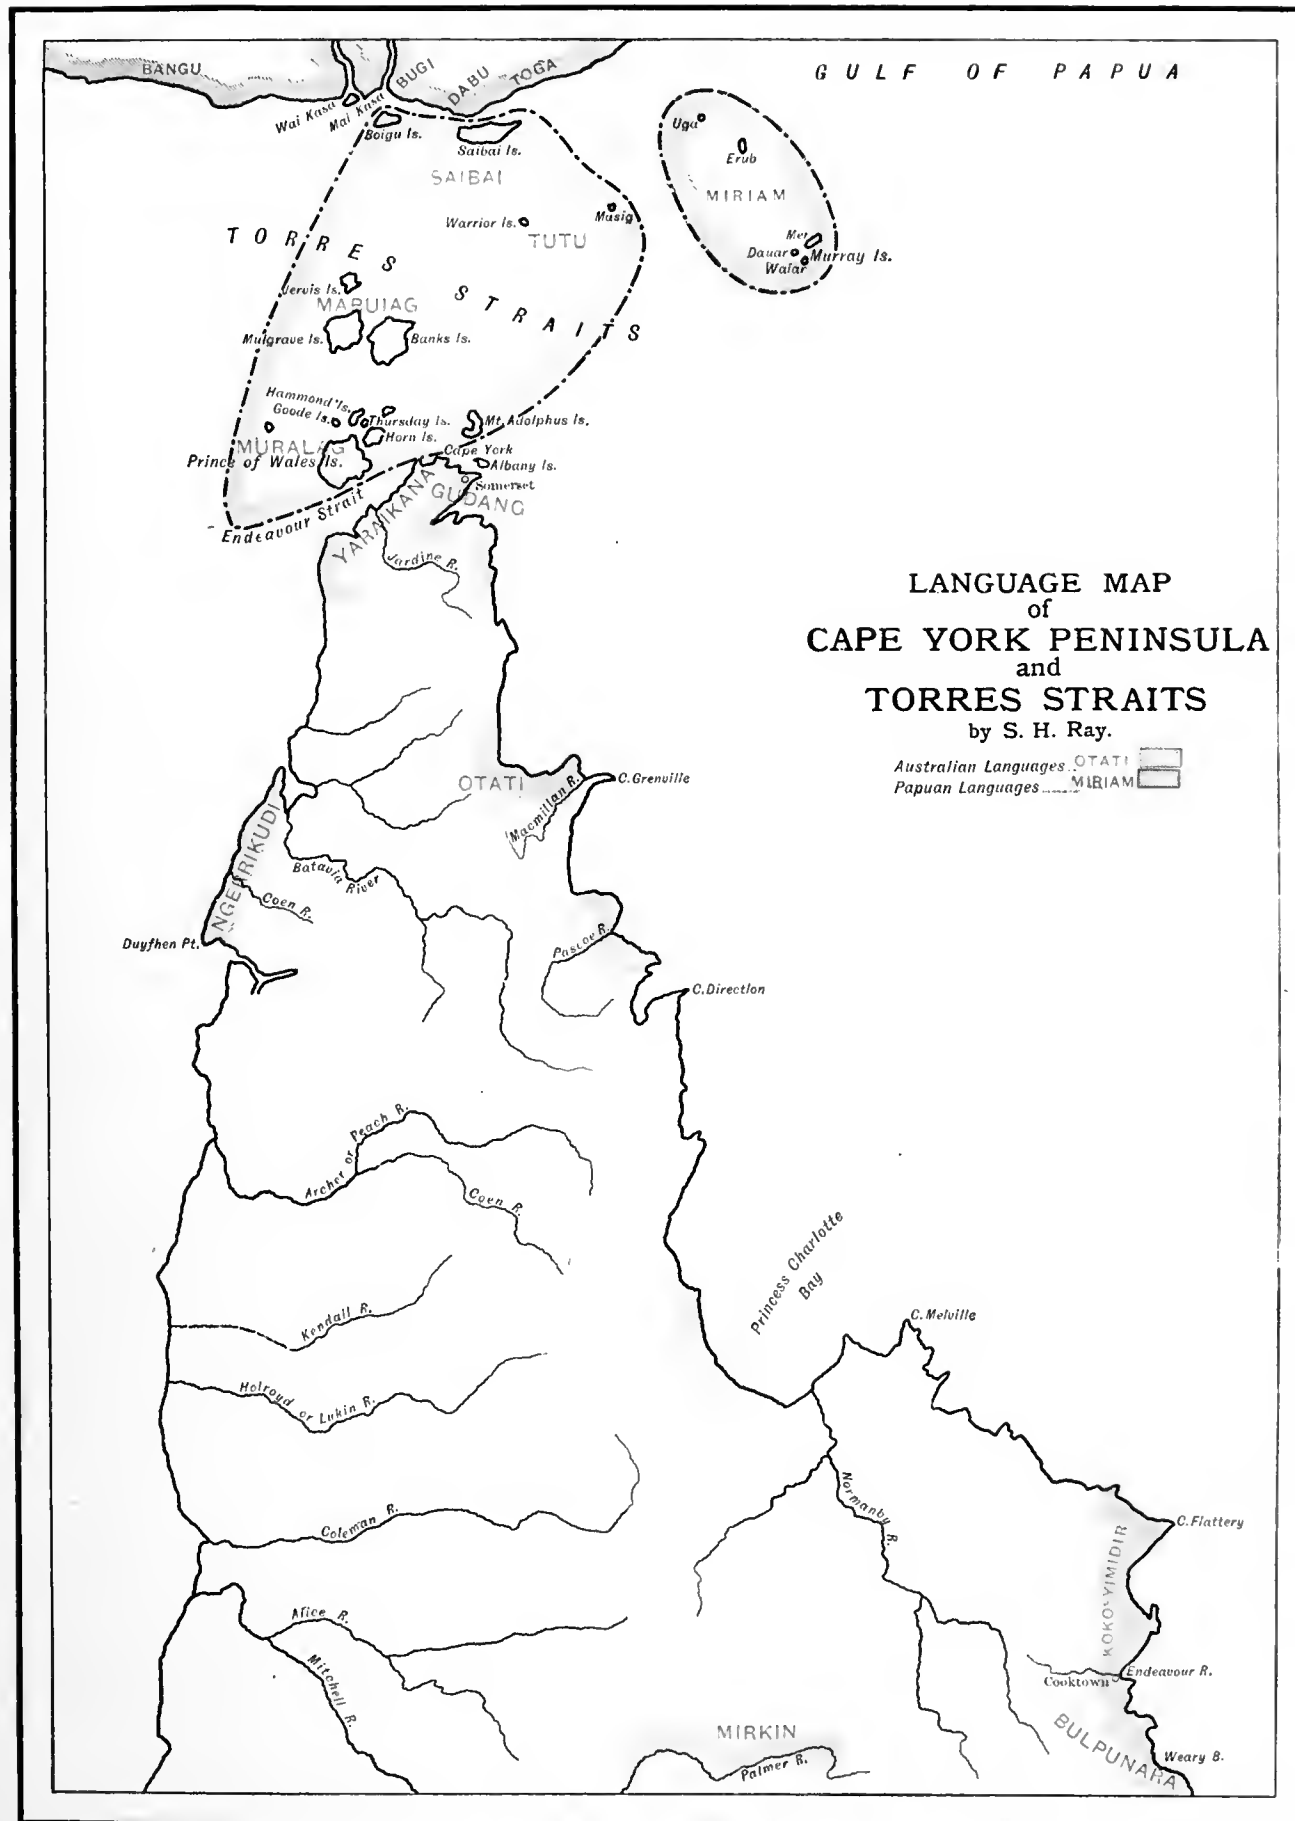 GULF OF PAPUA
BANGU
BUGI
DABU
TOGA
Wai Kasa
Mai Kasa
Boigu Is.
Saibai Is.
SAIBAI
Uga
Erub
MIRIAM
Mer
Dauar
Murray Is.
Waiar
Warrior Is.
Masig
TUTU
TORRES STRAITS
Jervis Is.
MABUIAG
Mulgrave Is.
Banks Is.
Hammond Is.
Goode Is.
Thursday Is.
Mt. Adolphus Is.
Horn Is.
MURALAG
Prince of Wales Is.
Cape York
Albany Is.
Somerset
GUDANG
Endeavour Strait
YARAIKANA
Jardine R.
LANGUAGE MAP
of
CAPE YORK PENINSULA
and
TORRES STRAITS
by S. H. Ray.
Australian Languages...OTATI
Papuan Languages......MIRIAM
OTATI
C. Grenville
Macmillan R.
NGERRIKUDI
Batavia River
Coen R.
Duyfhen Pt.
Pascoe R.
C. Direction
Archer or Peach R.
Coen R.
Princess Charlotte
Bay
Kendall R.
C. Melville
Holroyd or Lukin R.
Normanby R.
Coleman R.
C. Flattery
KOKO-YIMIDIR
Alice R.
Mitchell R.
Endeavour R.
Cooktown
MIRKIN
BULPUNARA
Palmer R.
Weary B.